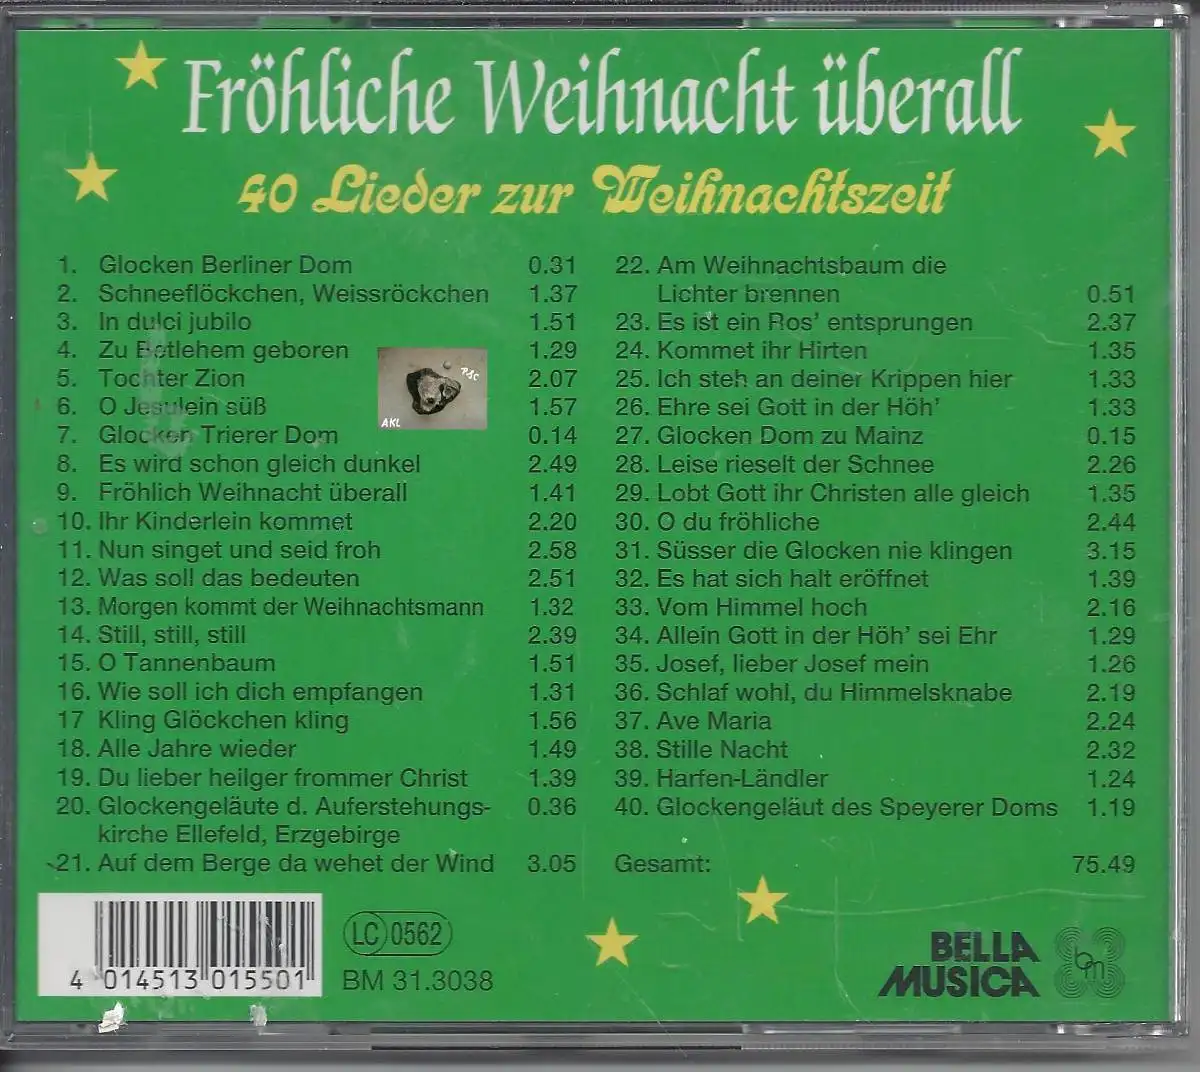 Fröhliche Weihnacht überall
40 Lieder zur Weihnachtszeit
1. Glocken Berliner Dom 0.31
2. Schneeflöckchen, Weissröckchen 1.37
3. In dulci jubilo 1.51
4. Zu Betlehem geboren 1.29
5. Tochter Zion 2.07
6. O Jesulein süß 1.57
7. Glocken Trierer Dom 0.14
8. Es wird schon gleich dunkel 2.49
9. Fröhlich Weihnacht überall 1.41
10. Ihr Kinderlein kommet 2.20
11. Nun singet und seid froh 2.58
12. Was soll das bedeuten 2.51
13. Morgen kommt der Weihnachtsmann 1.32
14. Still, still, still 2.39
15. O Tannenbaum 1.51
16. Wie soll ich dich empfangen 1.31
17 Kling Glöckchen kling 1.56
18. Alle Jahre wieder 1.49
19. Du lieber heilger frommer Christ 1.39
20. Glockengeläute d. Auferstehungs- 0.36
kirche Ellefeld, Erzgebirge
21. Auf dem Berge da wehet der Wind 3.05
22. Am Weihnachtsbaum die
Lichter brennen 0.51
23. Es ist ein Ros' entsprungen 2.37
24. Kommet ihr Hirten 1.35
25. Ich steh an deiner Krippen hier 1.33
26. Ehre sei Gott in der Höh' 1.33
27. Glocken Dom zu Mainz 0.15
28. Leise rieselt der Schnee 2.26
29. Lobt Gott ihr Christen alle gleich 1.35
30. O du fröhliche 2.44
31. Süsser die Glocken nie klingen 3.15
32. Es hat sich halt eröffnet 1.39
33. Vom Himmel hoch 2.16
34. Allein Gott in der Höh' sei Ehr 1.29
35. Josef, lieber Josef mein 1.26
36. Schlaf wohl, du Himmelsknabe 2.19
37. Ave Maria 2.24
38. Stille Nacht 2.32
39. Harfen-Ländler 1.24
40. Glockengeläut des Speyerer Doms 1.19
Gesamt: 75.49
PSC
AKL
4 014513 015501
LC 0562
BM 31.3038
BELLA
MUSICA
bm